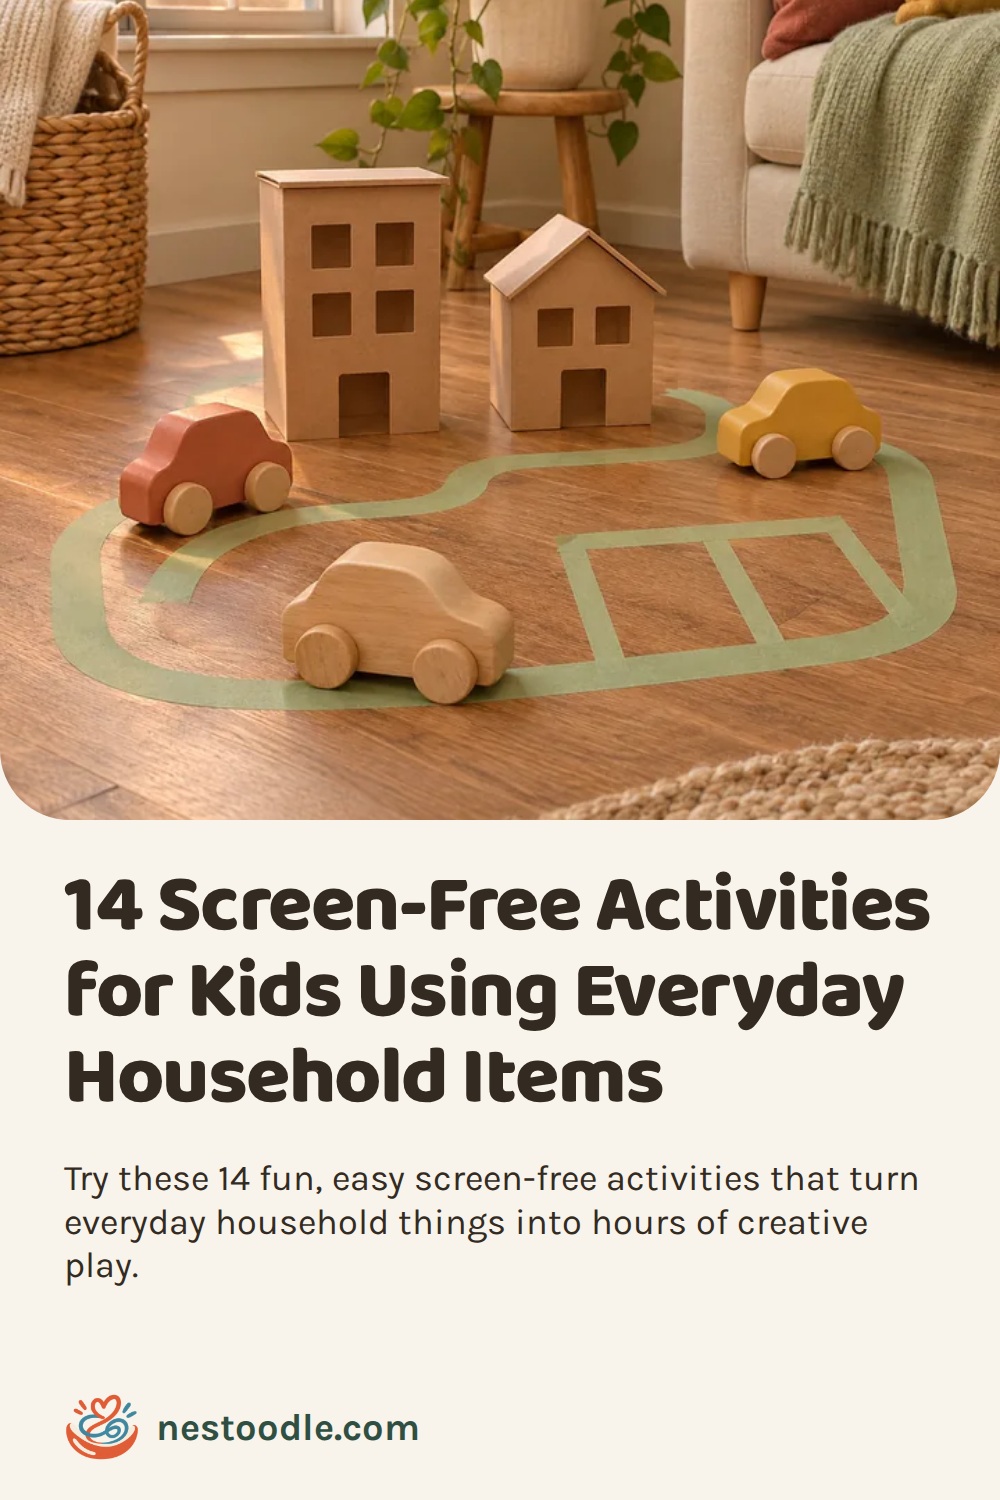 14 Screen-Free Activities
for Kids Using Everyday
Household Items
Try these 14 fun, easy screen-free activities that turn
everyday household things into hours of creative
play.
nestoodle.com